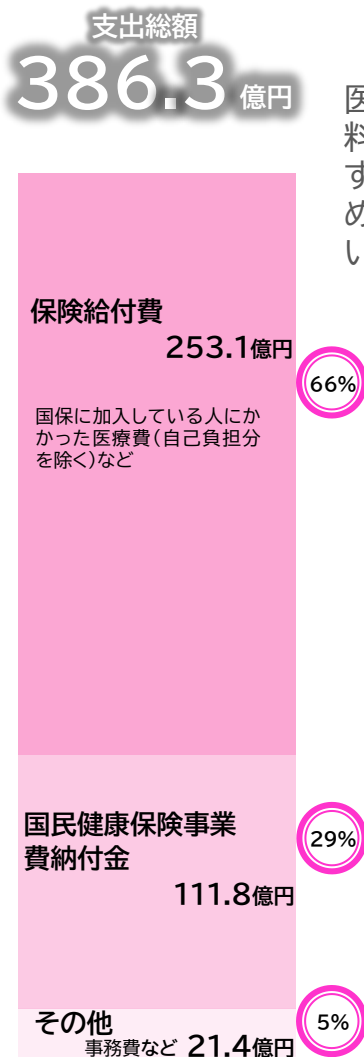 支出総額
386.3億円
医
料
す
め
い
保険給付費
253.1億円
66%
国保に加入している人にか
かった医療費(自己負担分
を除く)など
国民健康保険事業
費納付金
29%
111.8億円
その他
5%
事務費など 21.4億円